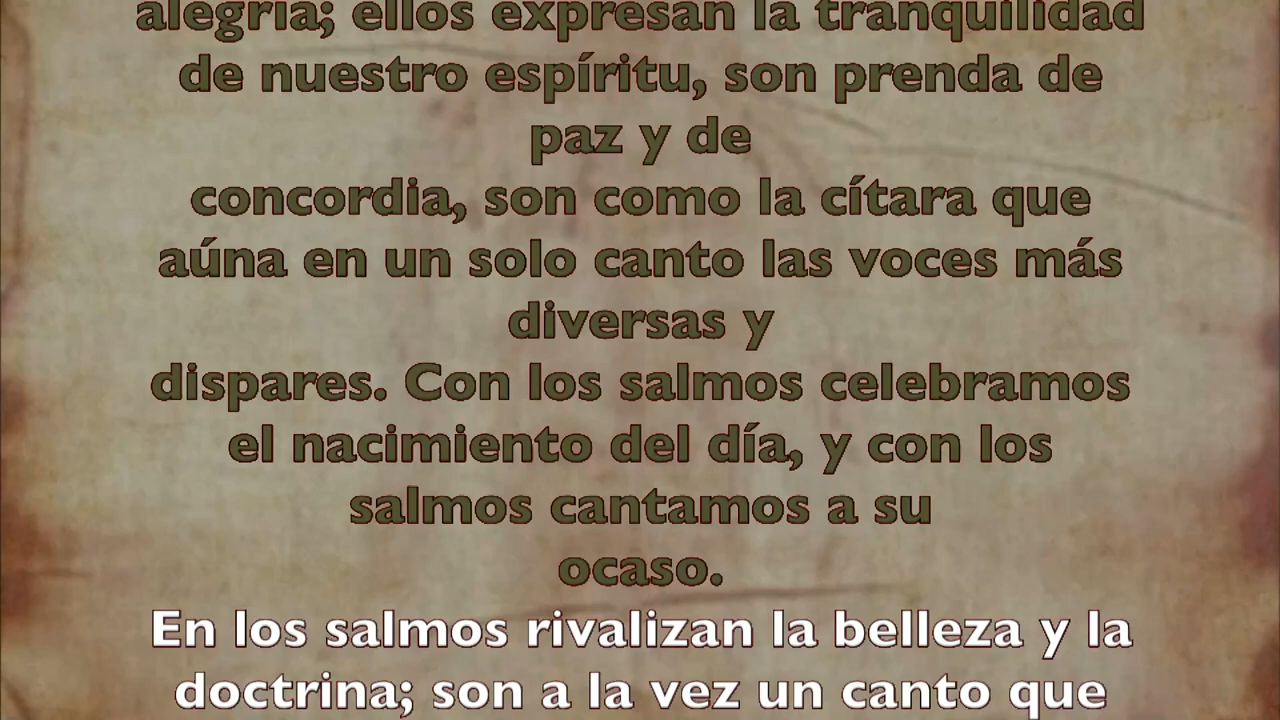 alegría; ellos expresan la tranquilidad
de nuestro espíritu, son prenda de
paz y de
concordia, son como la cítara que
aúna en un solo canto las voces más
diversas y
dispares. Con los salmos celebramos
el nacimiento del día, y con los
salmos cantamos a su
ocaso.
En los salmos rivalizan la belleza y la
doctrina; son a la vez un canto que